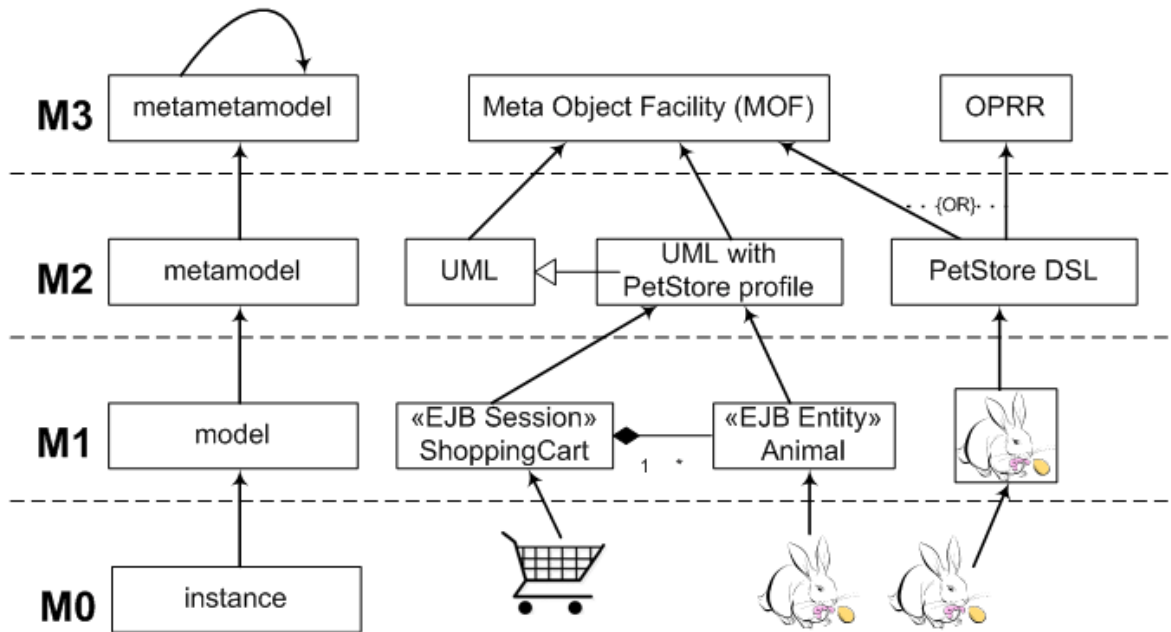 M3
metametamodel
Meta Object Facility (MOF)
OPRR
{OR}
M2
metamodel
UML
UML with
PetStore profile
PetStore DSL
M1
model
«EJB Session»
ShoppingCart
1 *
«EJB Entity»
Animal
M0
instance